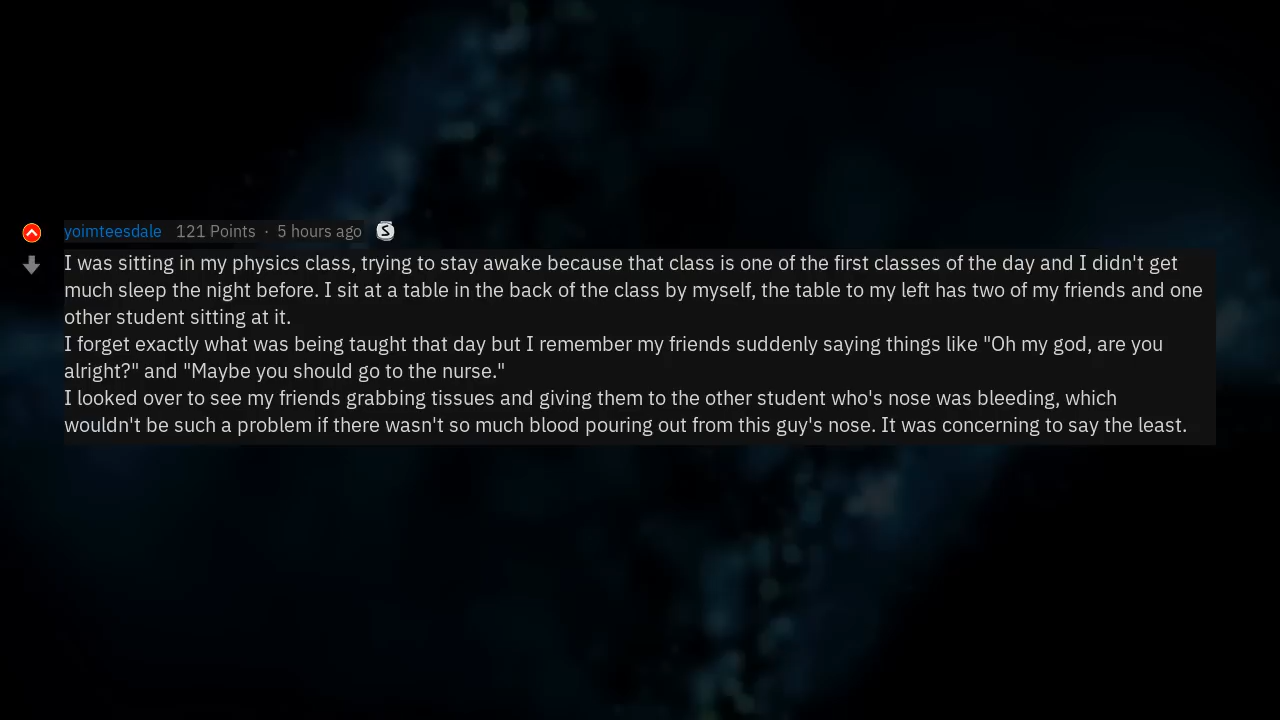 yoimteesdale 121 Points · 5 hours ago
I was sitting in my physics class, trying to stay awake because that class is one of the first classes of the day and I didn't get
much sleep the night before. I sit at a table in the back of the class by myself, the table to my left has two of my friends and one
other student sitting at it.
I forget exactly what was being taught that day but I remember my friends suddenly saying things like "Oh my god, are you
alright?" and "Maybe you should go to the nurse."
I looked over to see my friends grabbing tissues and giving them to the other student who's nose was bleeding, which
wouldn't be such a problem if there wasn't so much blood pouring out from this guy's nose. It was concerning to say the least.